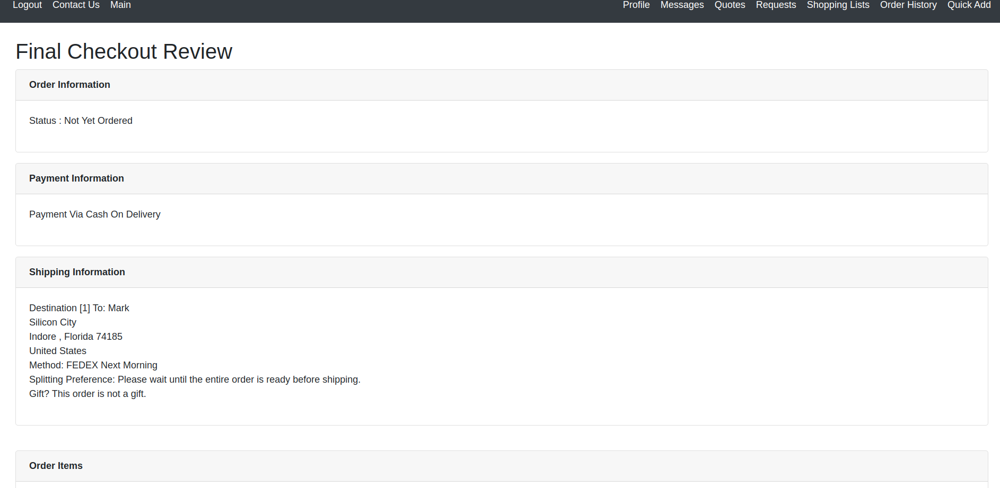 Logout Contact Us Main Profile Messages Quotes Requests Shopping Lists Order History Quick Add
Final Checkout Review
Order Information
Status : Not Yet Ordered
Payment Information
Payment Via Cash On Delivery
Shipping Information
Destination [1] To: Mark
Silicon City
Indore , Florida 74185
United States
Method: FEDEX Next Morning
Splitting Preference: Please wait until the entire order is ready before shipping.
Gift? This order is not a gift.
Order Items